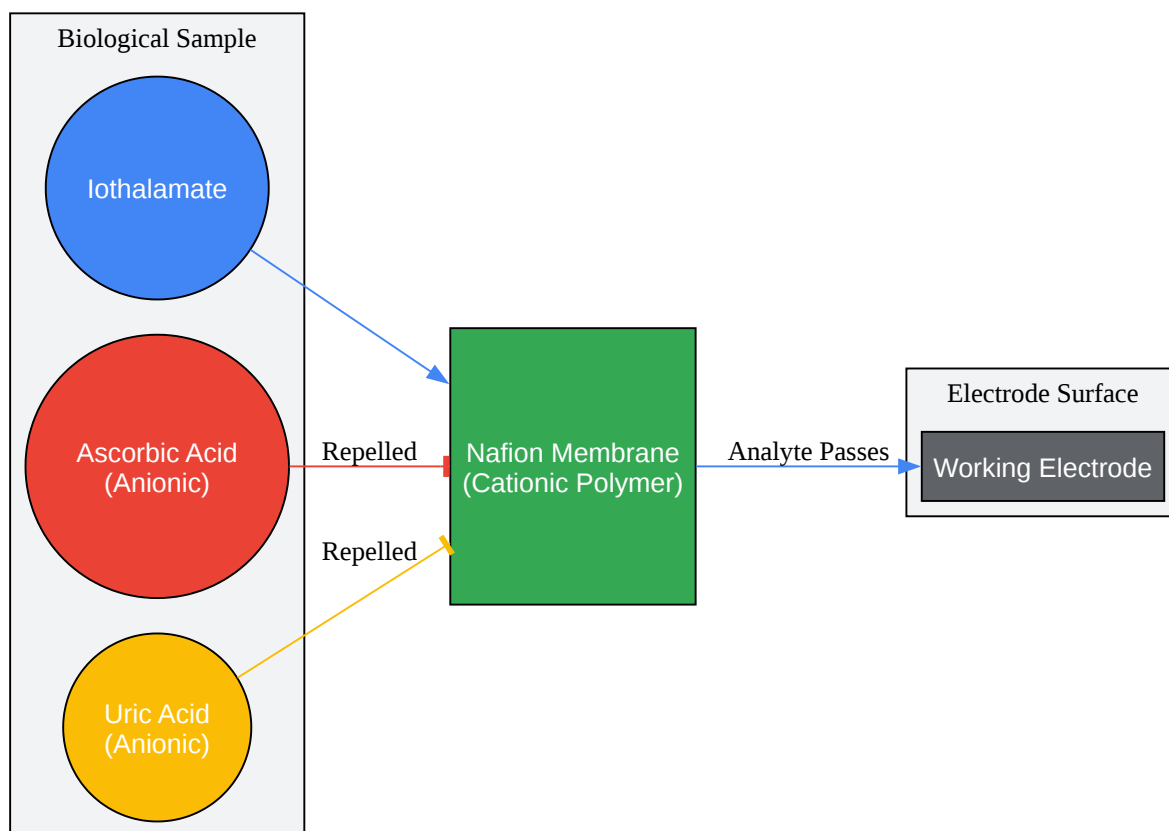 Biological Sample
Iothalamate
Ascorbic Acid
(Anionic)
Repelled
Uric Acid
(Anionic)
Repelled
Nafion Membrane
(Cationic Polymer)
Analyte Passes
Electrode Surface
Working Electrode